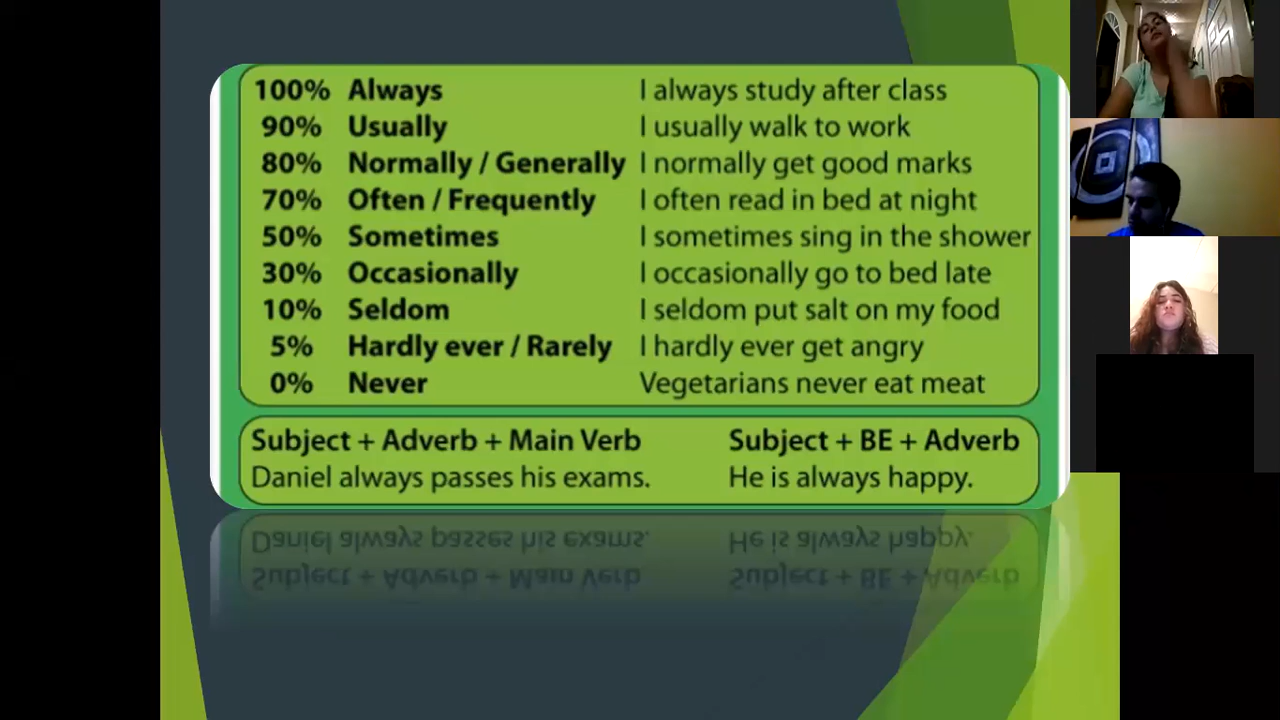 100% Always I always study after class
90% Usually I usually walk to work
80% Normally / Generally I normally get good marks
70% Often / Frequently I often read in bed at night
50% Sometimes I sometimes sing in the shower
30% Occasionally I occasionally go to bed late
10% Seldom I seldom put salt on my food
5% Hardly ever / Rarely I hardly ever get angry
0% Never Vegetarians never eat meat
Subject + Adverb + Main Verb Subject + BE + Adverb
Daniel always passes his exams. He is always happy.